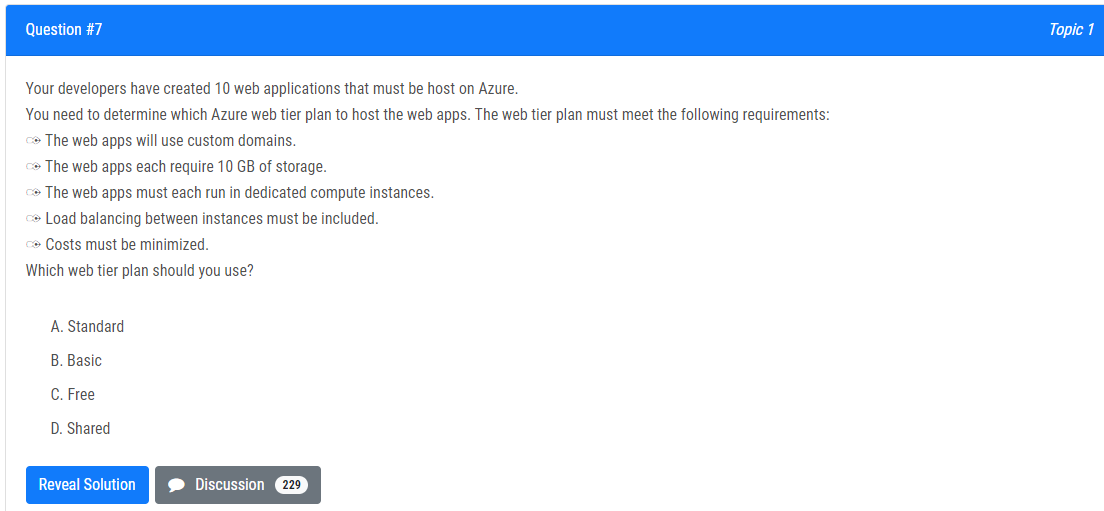 Question #7
Topic 1
Your developers have created 10 web applications that must be host on Azure.
You need to determine which Azure web tier plan to host the web apps. The web tier plan must meet the following requirements:
The web apps will use custom domains.
The web apps each require 10 GB of storage.
The web apps must each run in dedicated compute instances.
Load balancing between instances must be included.
Costs must be minimized.
Which web tier plan should you use?
A. Standard
B. Basic
C. Free
D. Shared
Reveal Solution
Discussion 229